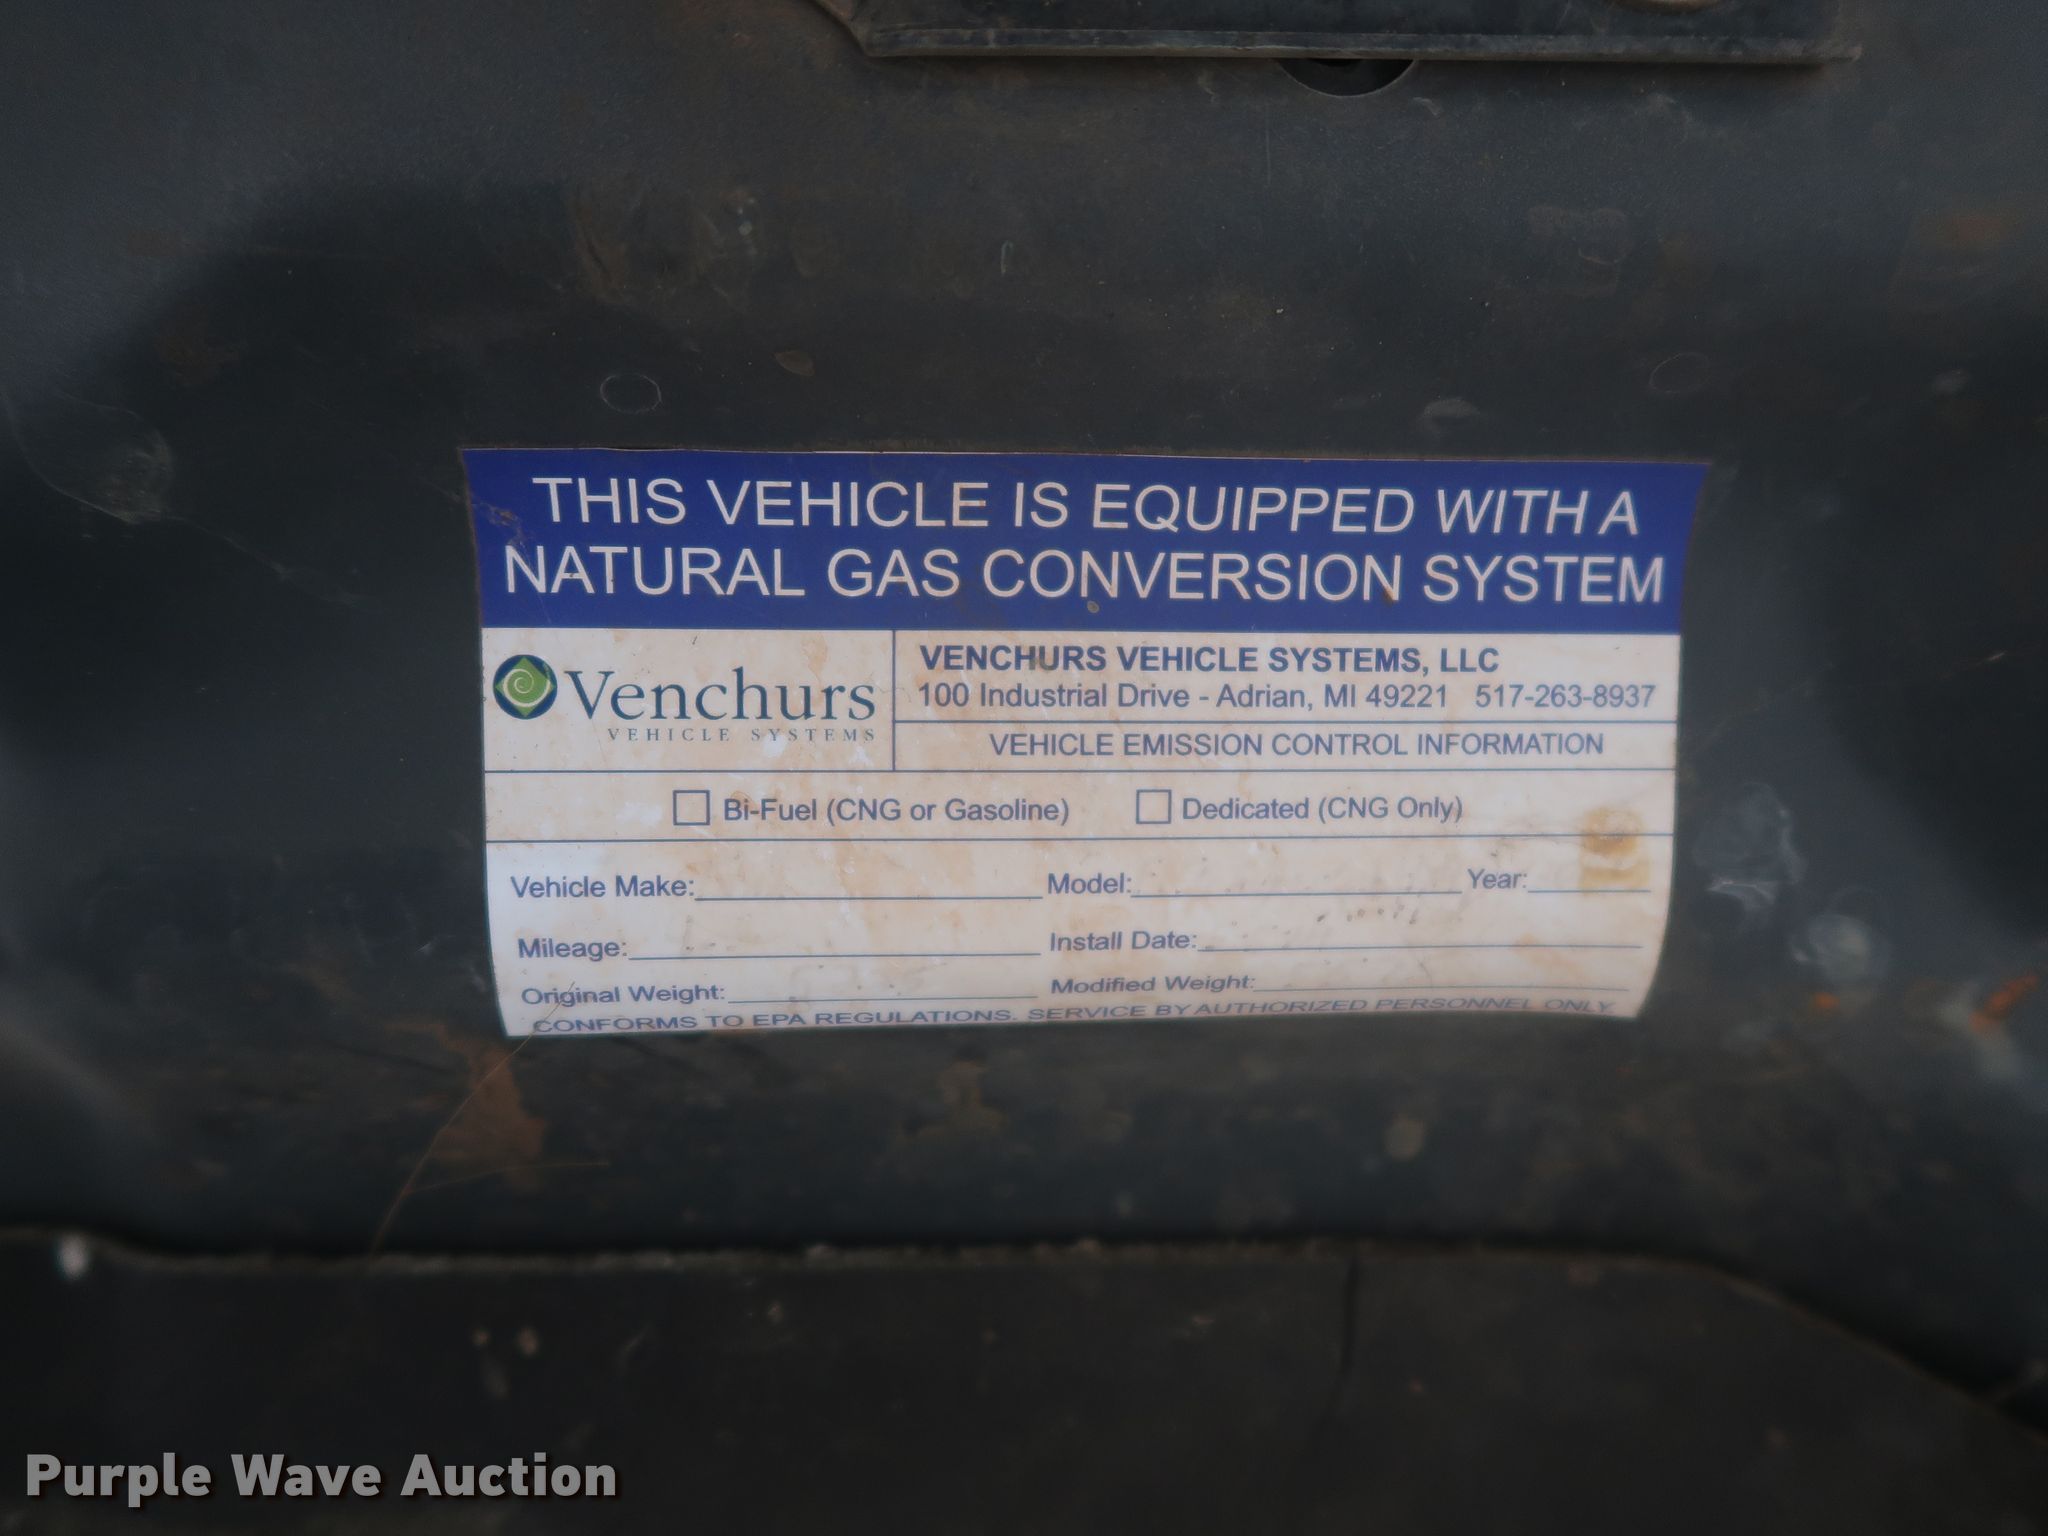 THIS VEHICLE IS EQUIPPED WITH A
NATURAL GAS CONVERSION SYSTEM
Venchurs
VEHICLE SYSTEMS
VENCHURS VEHICLE SYSTEMS, LLC
100 Industrial Drive - Adrian, MI 49221 517-263-8937
VEHICLE EMISSION CONTROL INFORMATION
Bi-Fuel (CNG or Gasoline) Dedicated (CNG Only)
Vehicle Make: Model: Year:
Mileage: Install Date:
Original Weight: Modified Weight:
CONFORMS TO EPA REGULATIONS. SERVICE BY AUTHORIZED PERSONNEL ONLY.
Purple Wave Auction